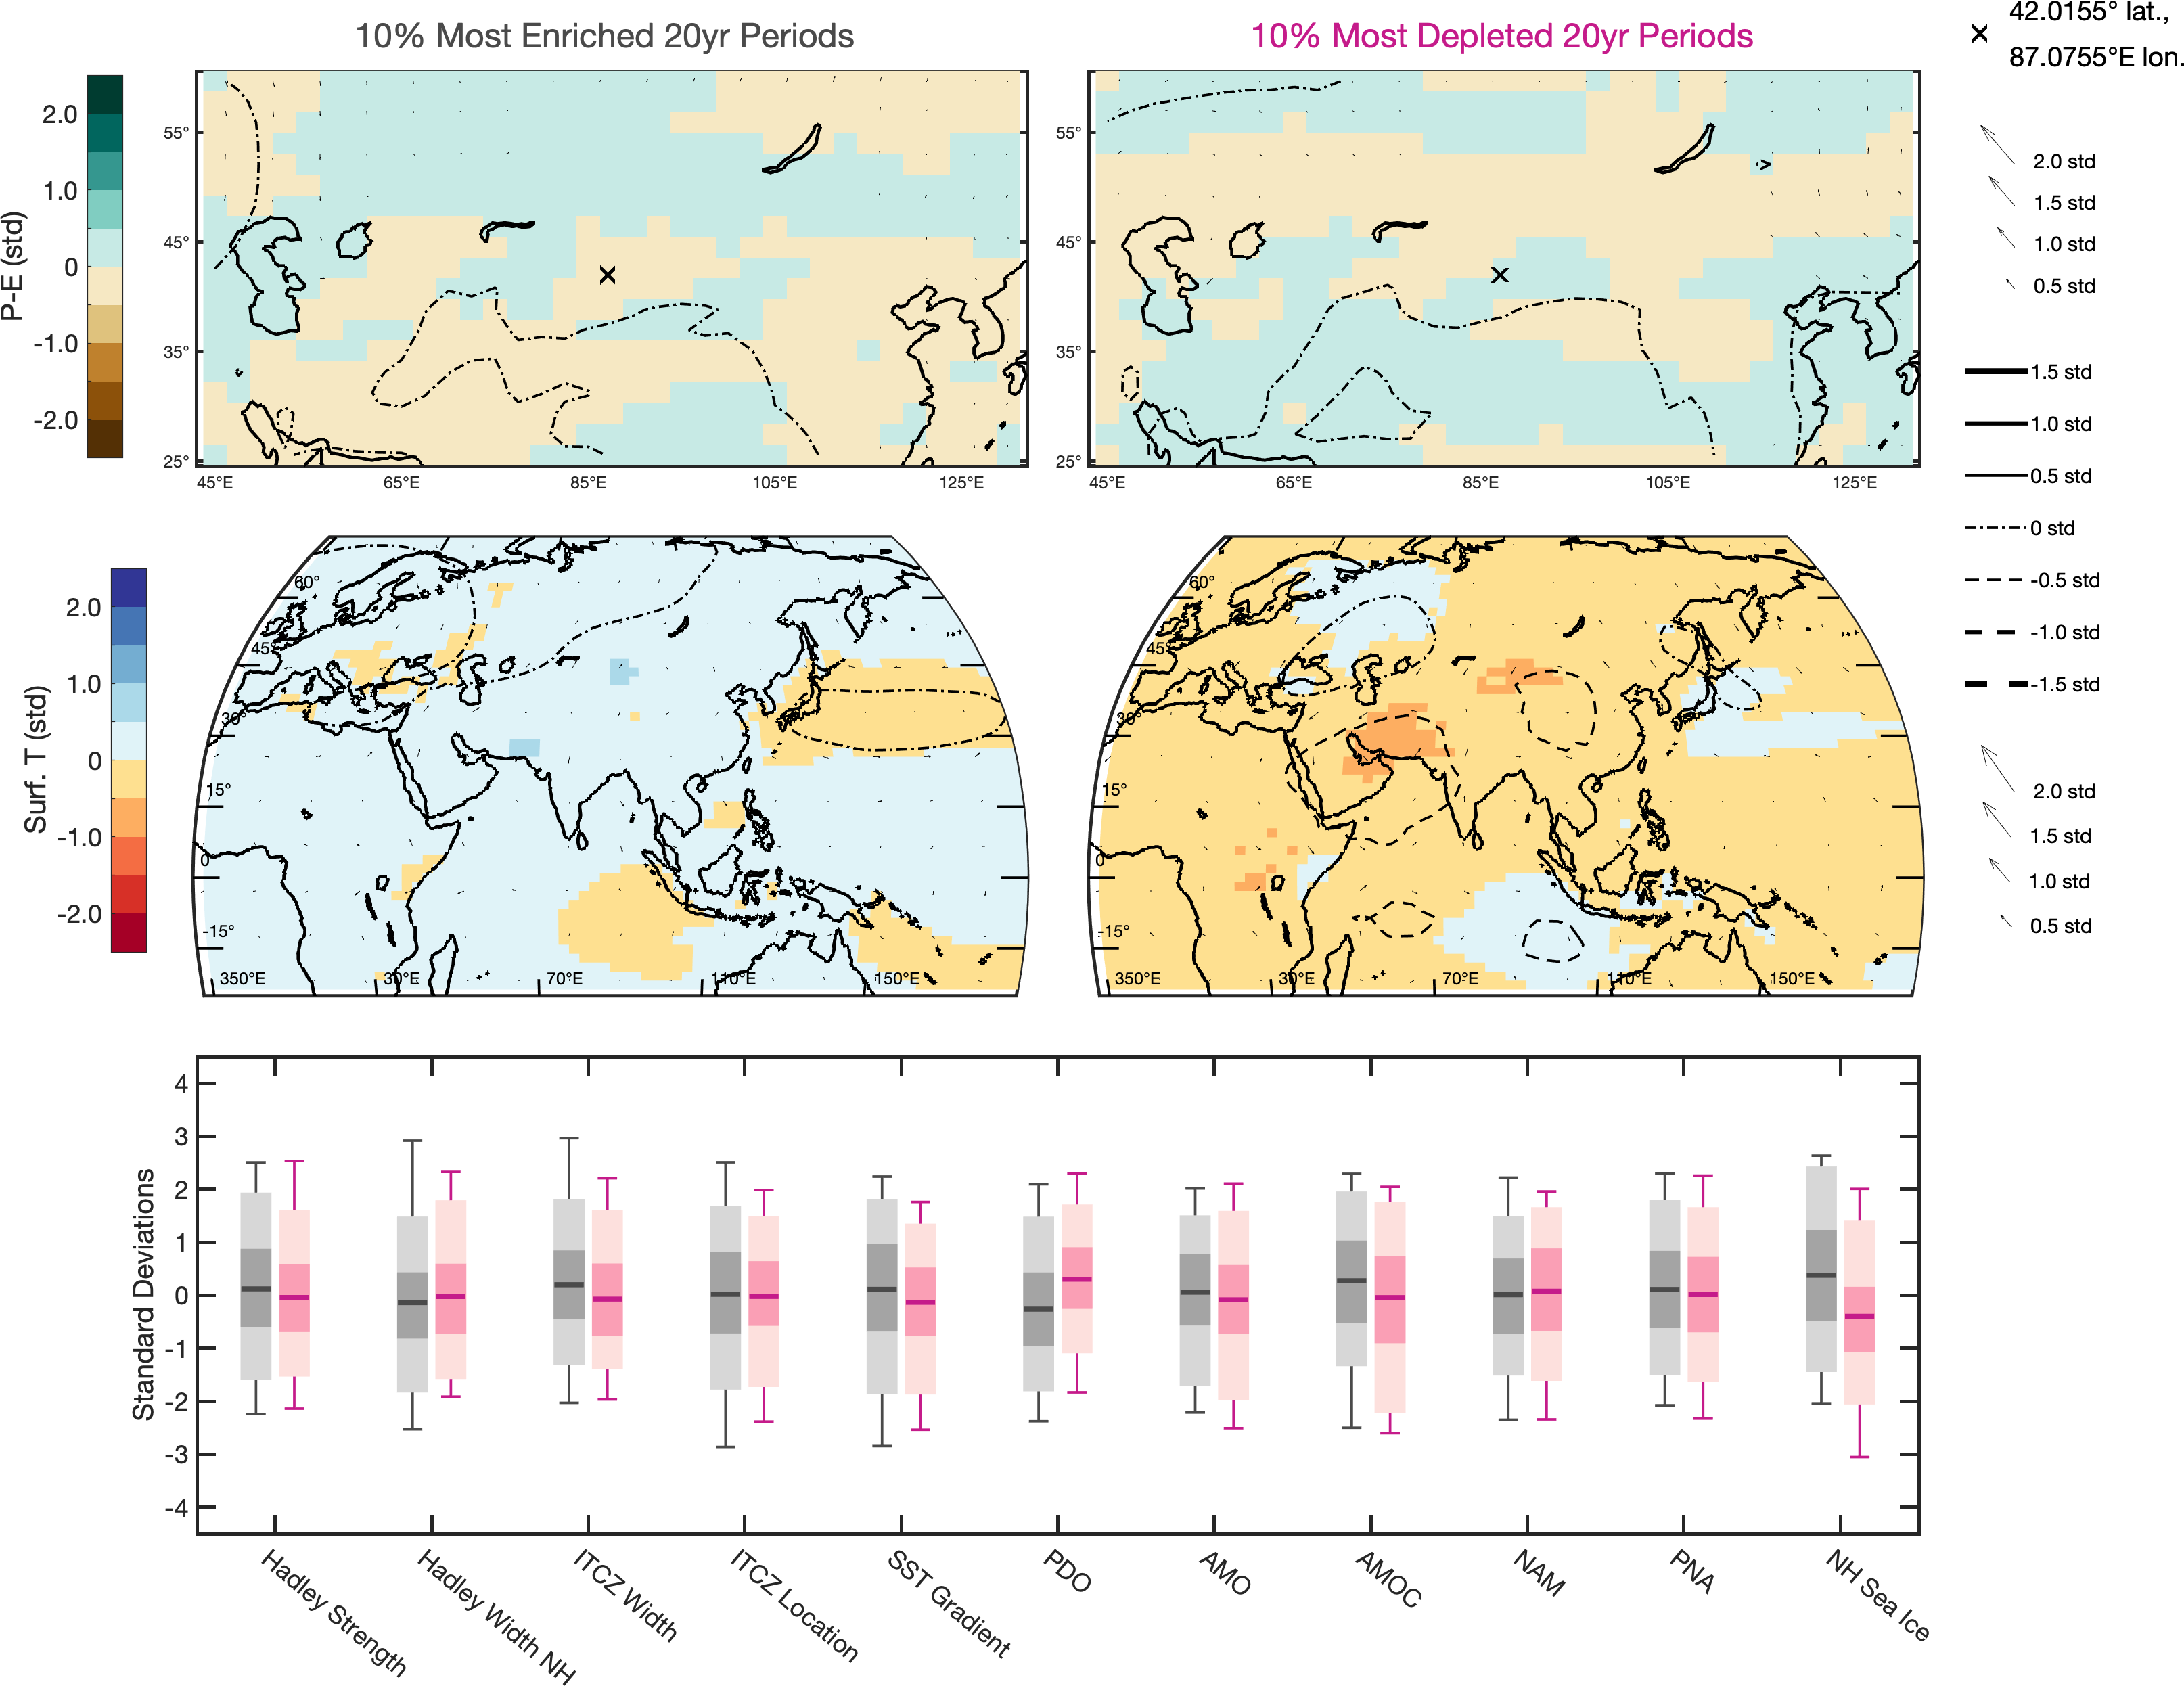 10% Most Enriched 20yr Periods
10% Most Depleted 20yr Periods
42.0155° lat.,
87.0755°E lon.
P-E (std)
2.0
1.0
0
-1.0
-2.0
55°
45°
35°
25°
45°E 65°E 85°E 105°E 125°E
55°
45°
35°
25°
45°E 65°E 85°E 105°E 125°E
2.0 std
1.5 std
1.0 std
0.5 std
1.5 std
1.0 std
0.5 std
0 std
-0.5 std
-1.0 std
-1.5 std
Surf. T (std)
2.0
1.0
0
-1.0
-2.0
60°
45°
30°
15°
0
-15°
350°E 30°E 70°E 110°E 150°E
60°
45°
30°
15°
0
-15°
350°E 30°E 70°E 110°E 150°E
2.0 std
1.5 std
1.0 std
0.5 std
Standard Deviations
4
3
2
1
0
-1
-2
-3
-4
Hadley Strength
Hadley Width NH
ITCZ Width
ITCZ Location
SST Gradient
PDO
AMO
AMOC
NAM
PNA
NH Sea Ice